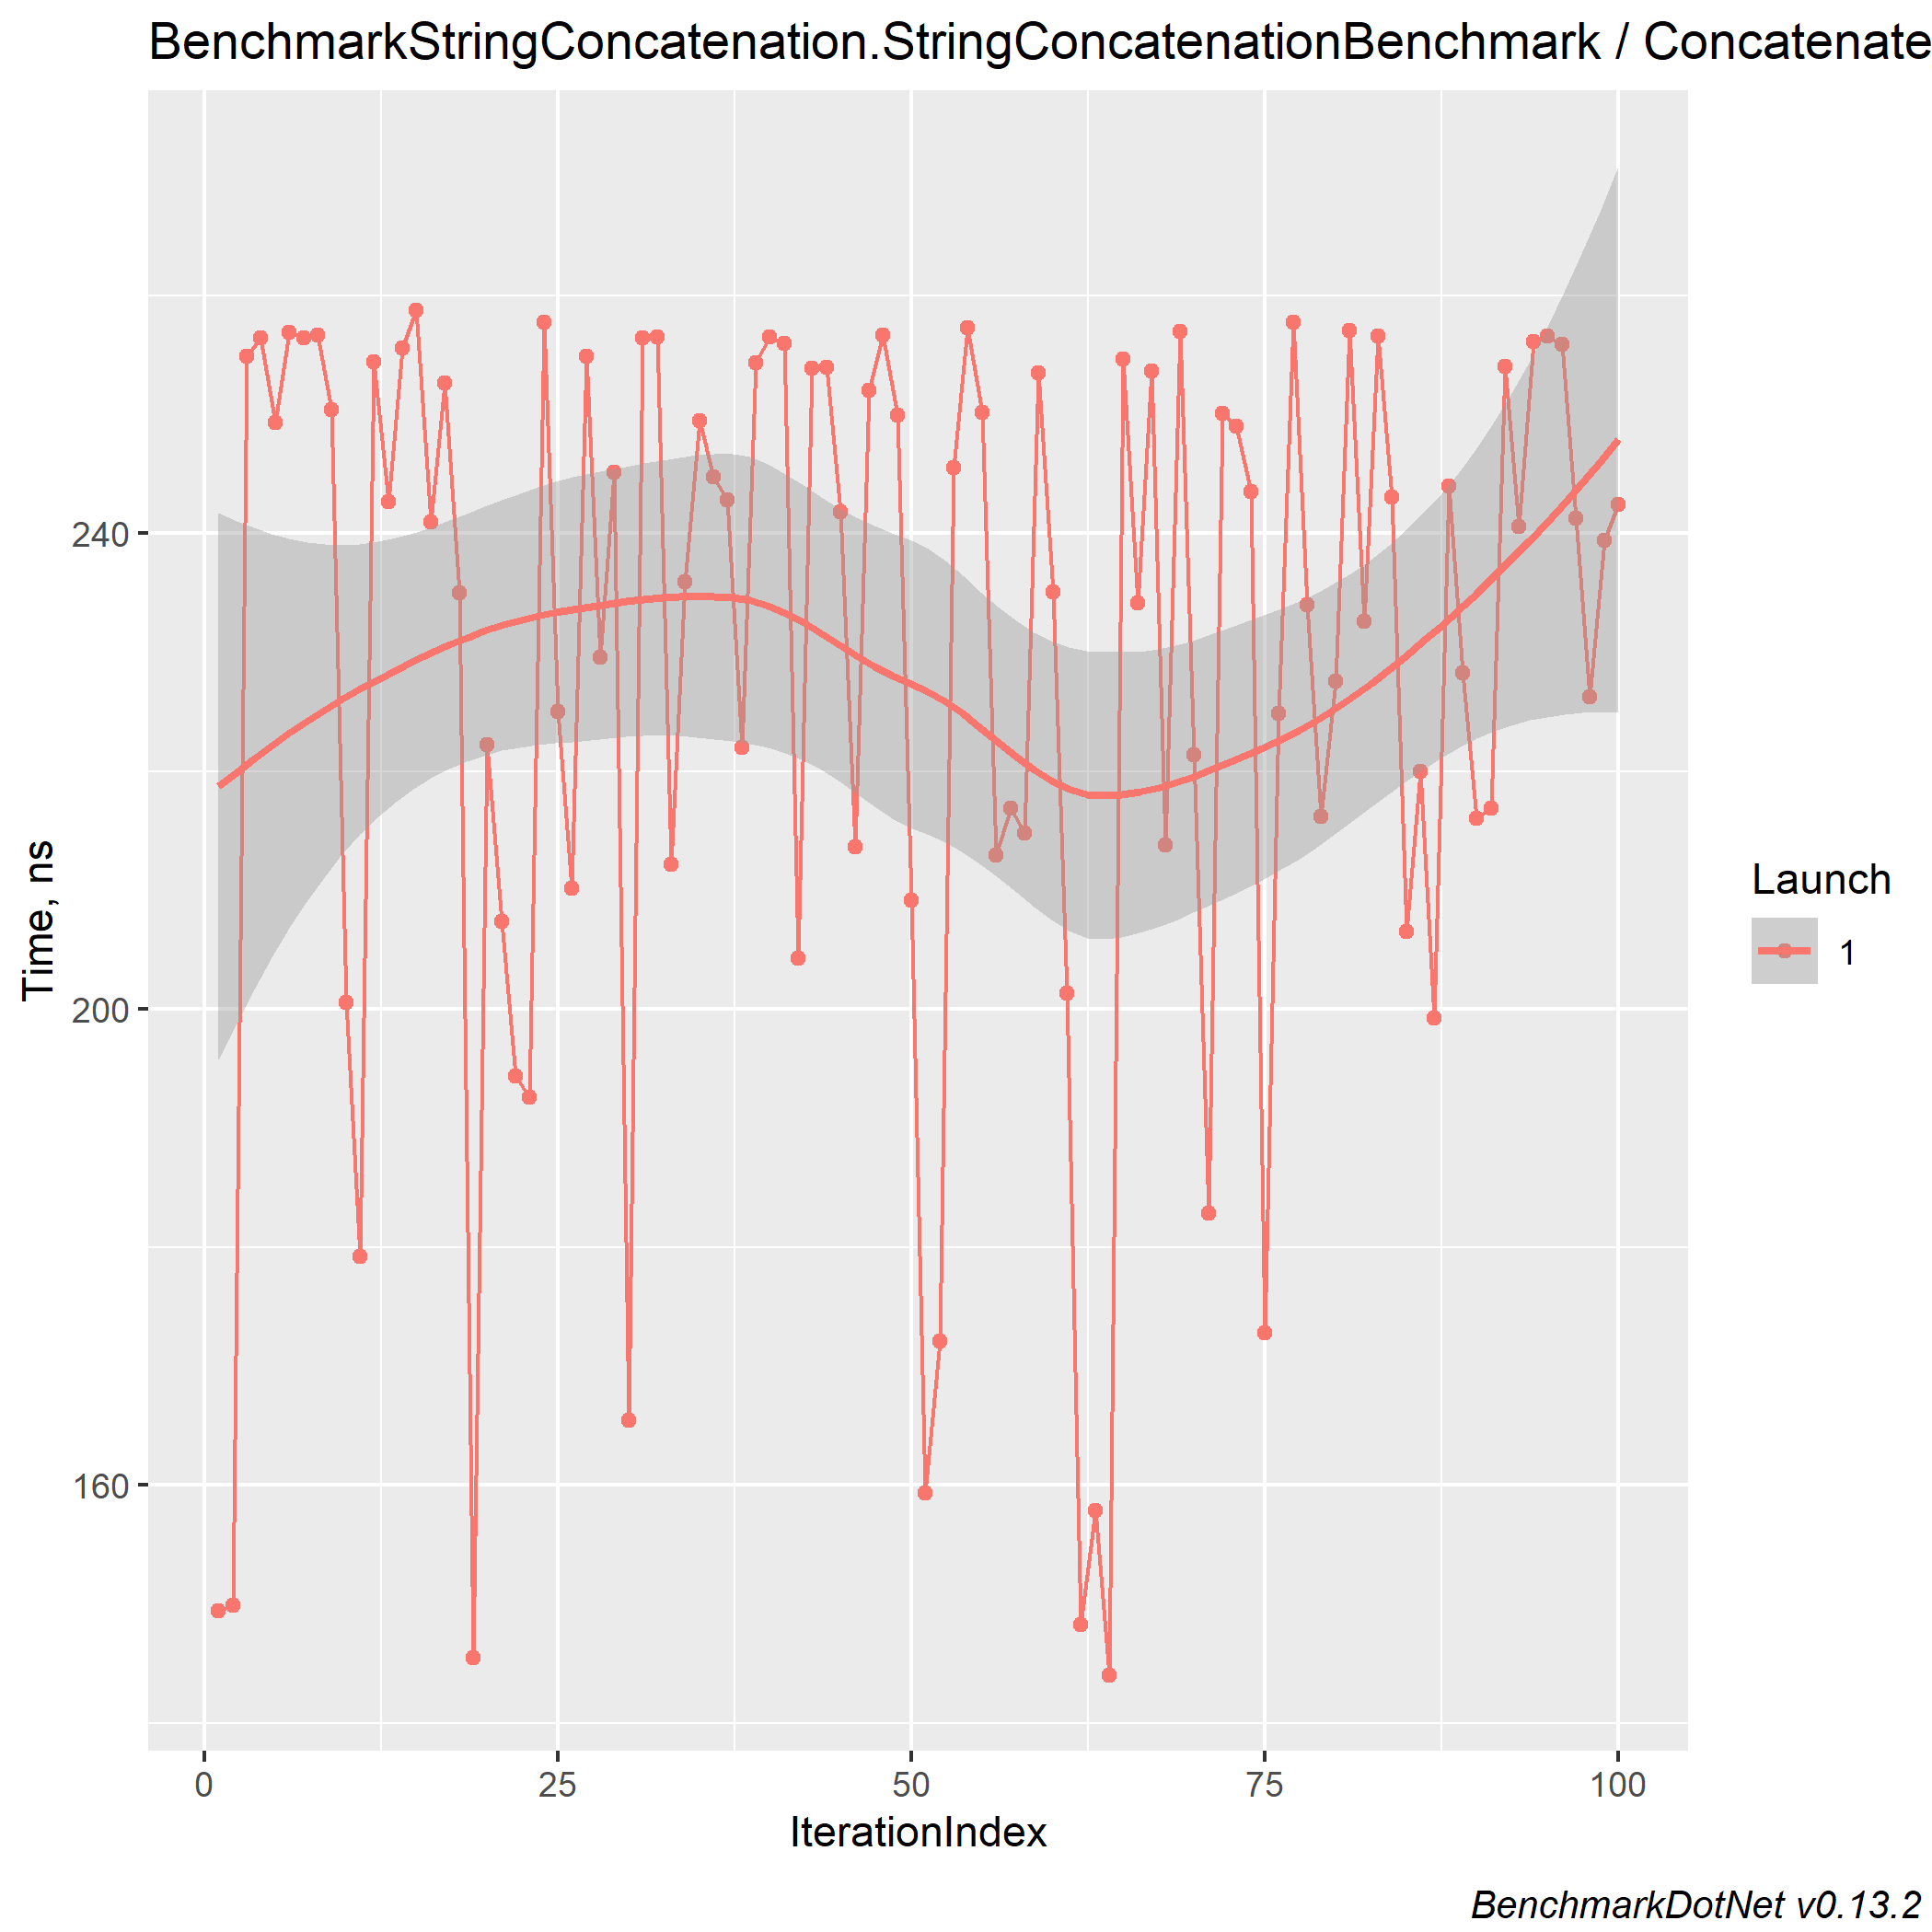 BenchmarkStringConcatenation.StringConcatenationBenchmark / Concatenate
240
200
160
Time, ns
0 25 50 75 100
IterationIndex
Launch
1
BenchmarkDotNet v0.13.2